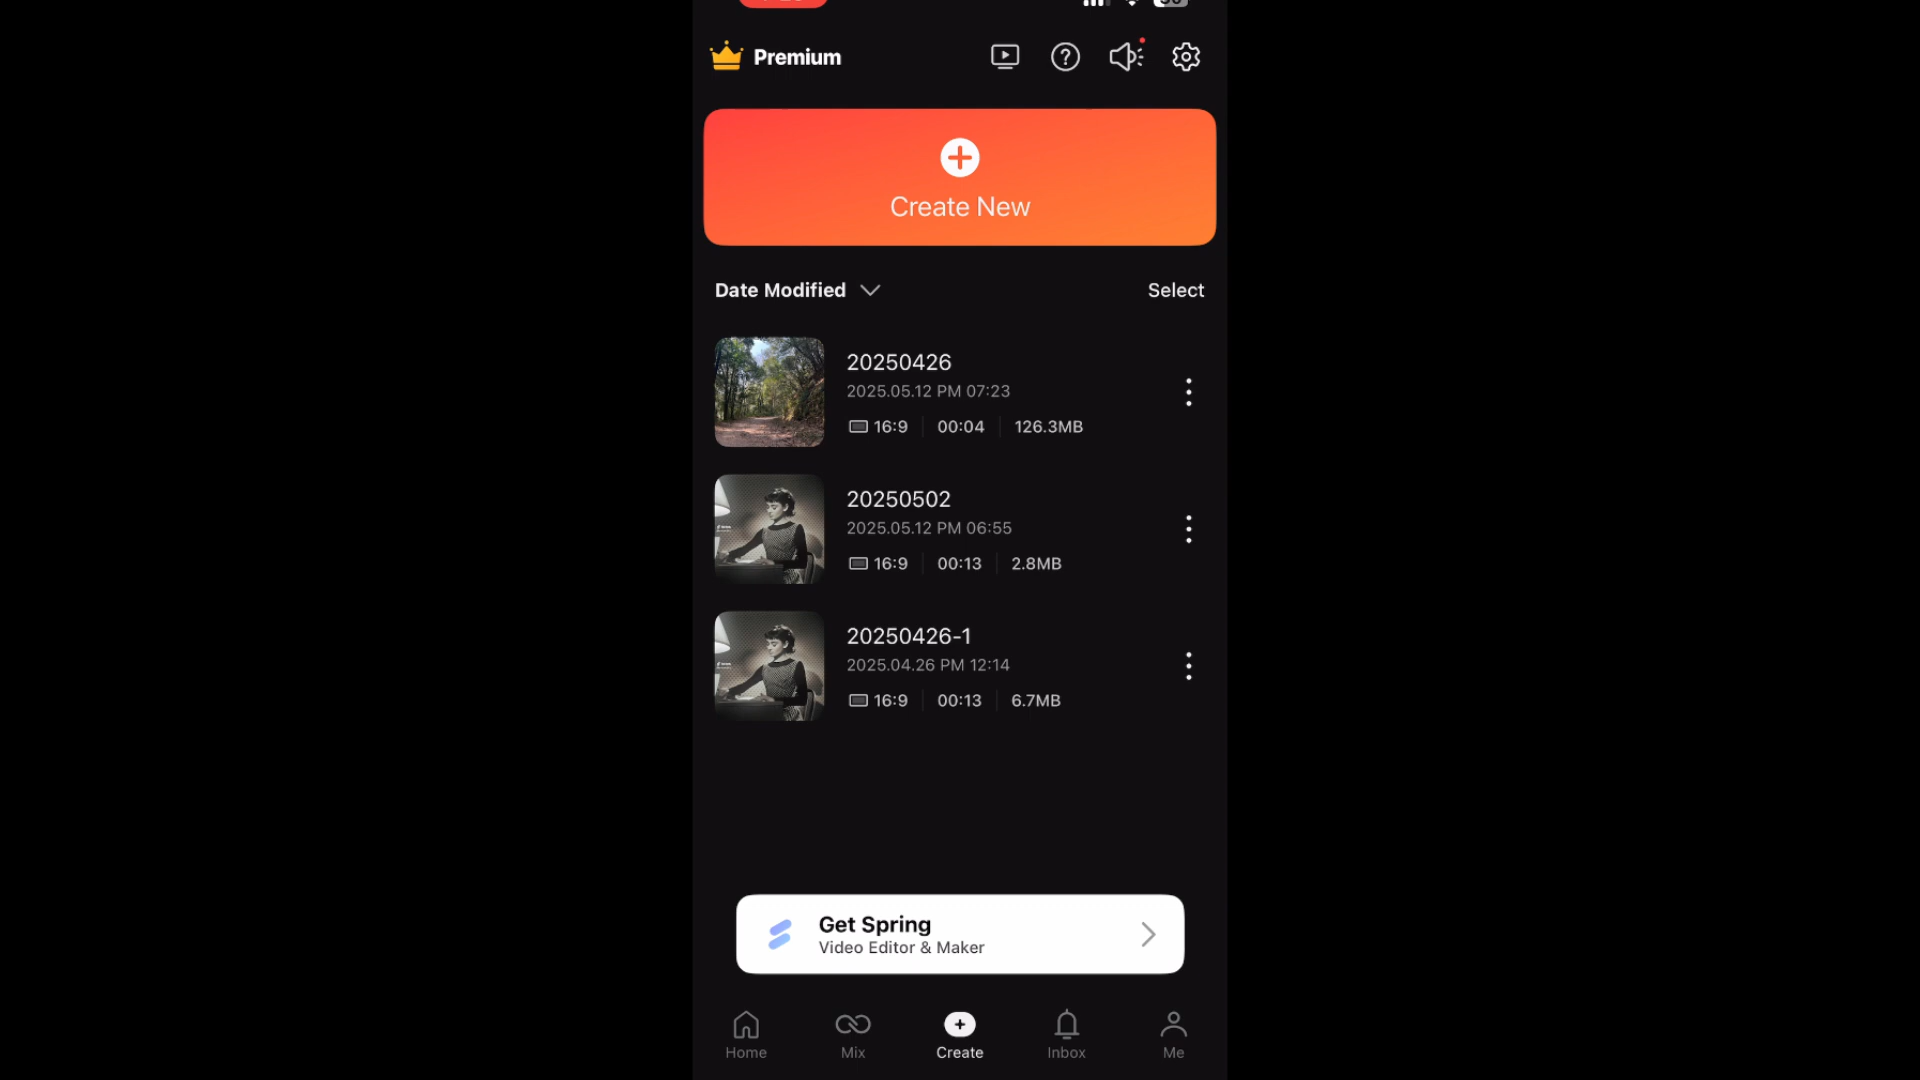 Premium
Create New
Date Modified
Select
20250426
2025.05.12 PM 07:23
16:9
00:04
126.3MB
20250502
2025.05.12 PM 06:55
16:9
00:13
2.8MB
20250426-1
2025.04.26 PM 12:14
16:9
00:13
6.7MB
Get Spring
Video Editor & Maker
Home
Mix
Create
Inbox
Me